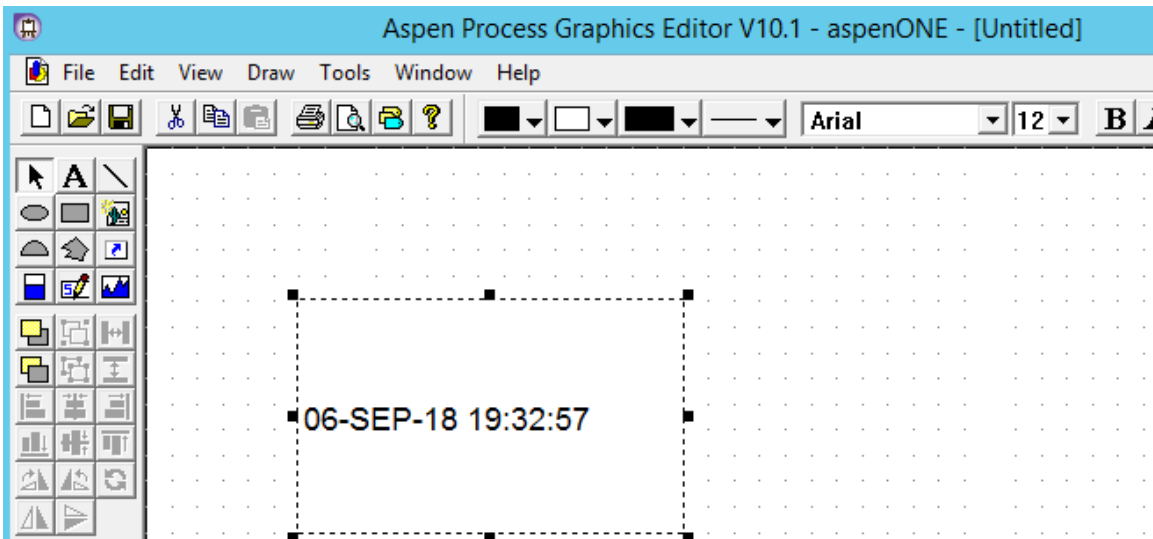 Aspen Process Graphics Editor V10.1 - aspenONE - [Untitled]
File Edit View Draw Tools Window Help
Arial 12 B
A
06-SEP-18 19:32:57